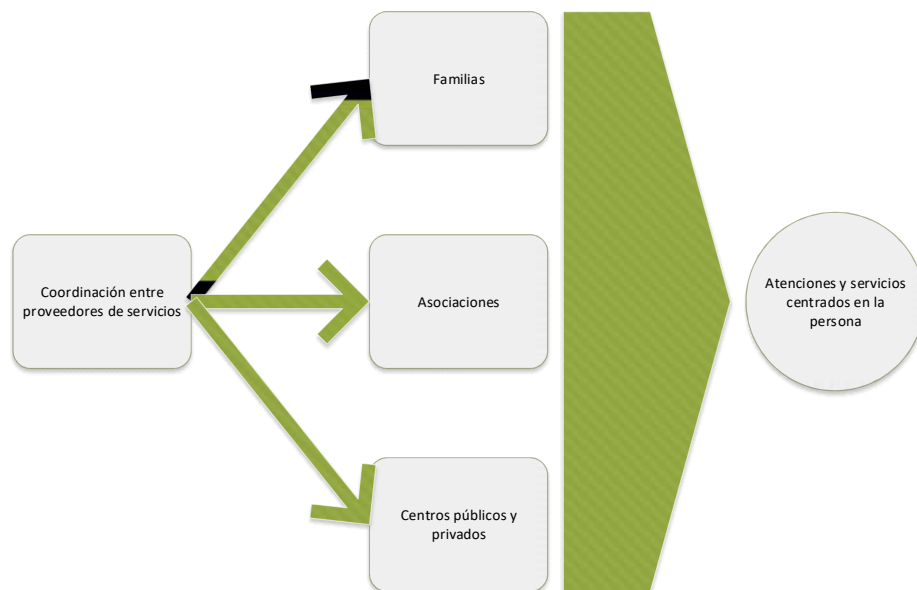 Familias
Coordinación entre
proveedores de servicios
Asociaciones
Atenciones y servicios
centrados en la
persona
Centros públicos y
privados